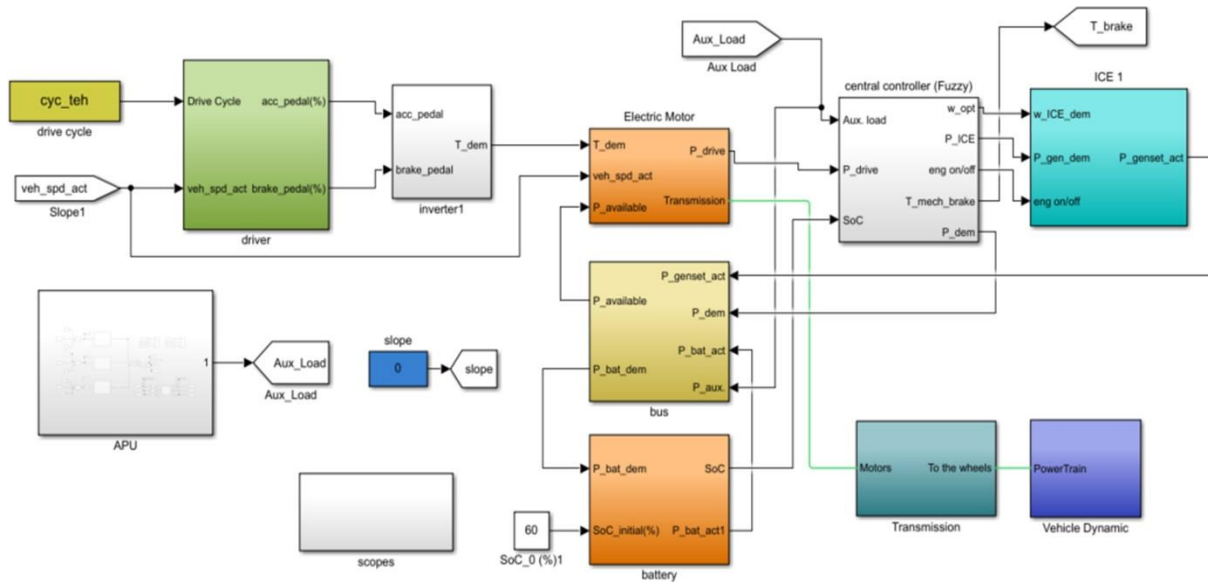 cyc_teh
drive cycle
veh_spd_act
Slope1
Drive Cycle
acc_pedal(%)
veh_spd_act
brake_pedal(%)
driver
acc_pedal
T_dem
brake_pedal
inverter1
Electric Motor
T_dem
P_drive
veh_spd_act
Transmission
P_available
Aux_Load
Aux Load
central controller (Fuzzy)
Aux. load
w_opt
P_ICE
P_drive
eng on/off
T_mech_brake
SoC
P_dem
T_brake
ICE 1
w_ICE_dem
P_gen_dem
P_genset_act
eng on/off
P_genset_act
P_available
P_dem
P_bat_act
P_bat_dem
P_aux.
bus
1
APU
Aux_Load
Aux_Load
slope
0
slope
scopes
60
SoC_0 (%)1
P_bat_dem
SoC
SoC_initial(%)
P_bat_act1
battery
Motors
To the wheels
Transmission
PowerTrain
Vehicle Dynamic